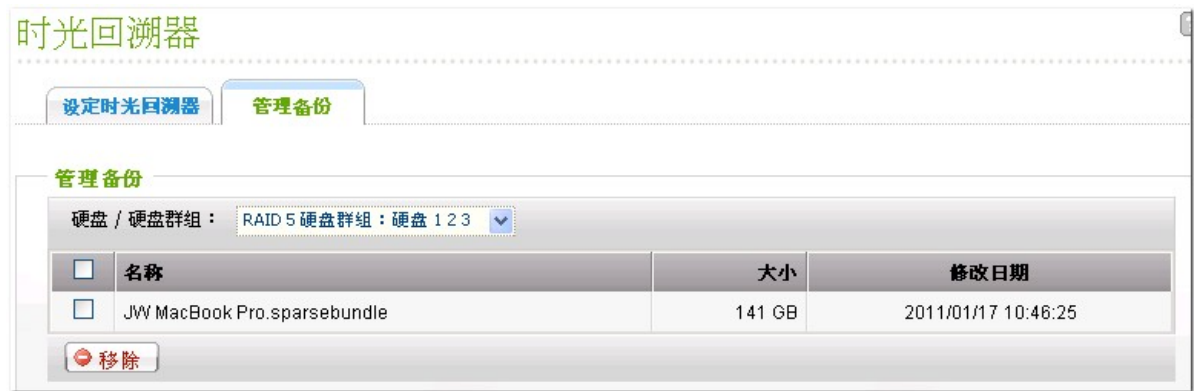 时光回溯器
设定时光回溯器 管理备份
管理备份
硬盘 / 硬盘群组： RAID 5 硬盘群组：硬盘 1 2 3
名称 大小 修改日期
JW MacBook Pro.sparsebundle 141 GB 2011/01/17 10:46:25
移除